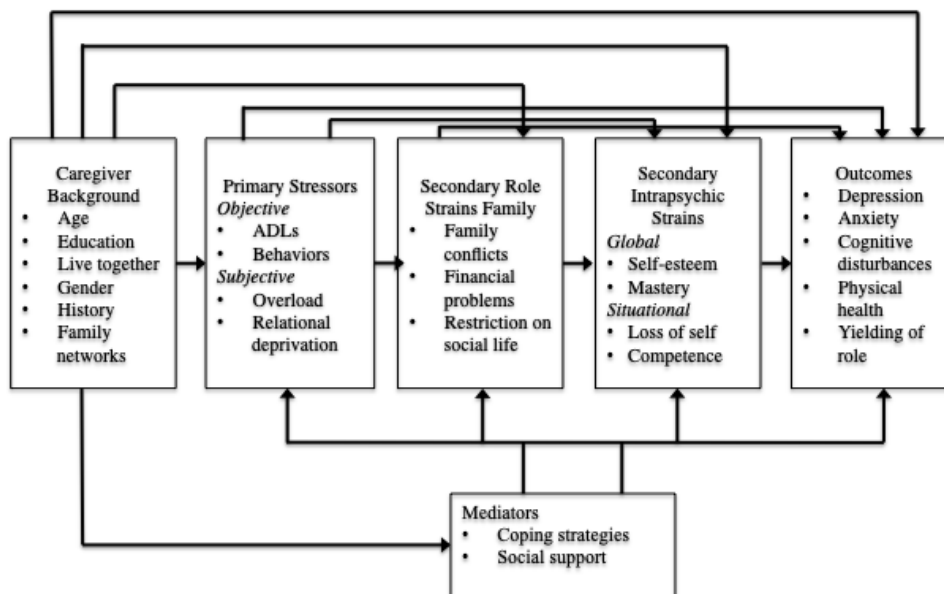 Caregiver
Background
• Age
• Education
• Live together
• Gender
• History
• Family
networks
Primary Stressors
Objective
• ADLs
• Behaviors
Subjective
• Overload
• Relational
deprivation
Secondary Role
Strains Family
• Family
conflicts
• Financial
problems
• Restriction on
social life
Secondary
Intrapsychic
Strains
Global
• Self-esteem
• Mastery
Situational
• Loss of self
• Competence
Outcomes
• Depression
• Anxiety
• Cognitive
disturbances
• Physical
health
• Yielding of
role
Mediators
• Coping strategies
• Social support